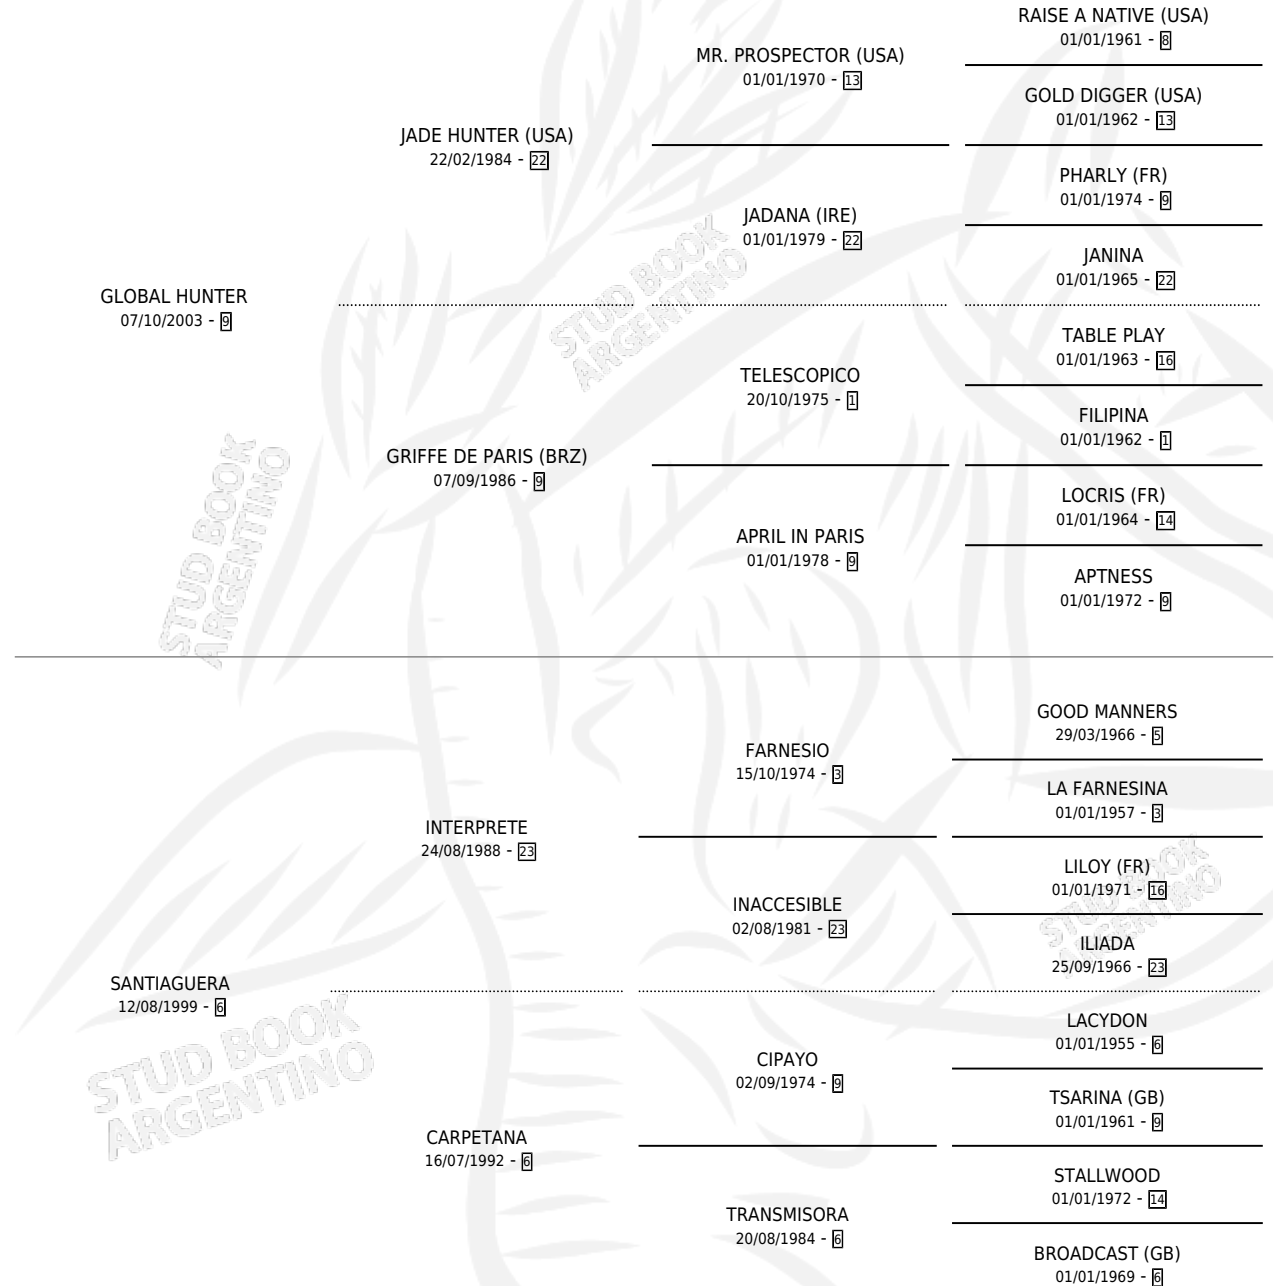 RAISE A NATIVE (USA)
01/01/1961 - 8
MR. PROSPECTOR (USA)
01/01/1970 - 13
GOLD DIGGER (USA)
01/01/1962 - 13
JADE HUNTER (USA)
22/02/1984 - 22
PHARLY (FR)
01/01/1974 - 9
JADANA (IRE)
01/01/1979 - 22
JANINA
01/01/1965 - 22
GLOBAL HUNTER
07/10/2003 - 9
TABLE PLAY
01/01/1963 - 16
TELESCOPICO
20/10/1975 - 1
FILIPINA
01/01/1962 - 1
GRIFFE DE PARIS (BRZ)
07/09/1986 - 9
LOCRIS (FR)
01/01/1964 - 14
APRIL IN PARIS
01/01/1978 - 9
APTNESS
01/01/1972 - 9
GOOD MANNERS
29/03/1966 - 5
FARNESIO
15/10/1974 - 3
LA FARNESINA
01/01/1957 - 3
INTERPRETE
24/08/1988 - 23
LILOY (FR)
01/01/1971 - 16
INACCESIBLE
02/08/1981 - 23
ILIADA
25/09/1966 - 23
SANTIAGUERA
12/08/1999 - 6
LACYDON
01/01/1955 - 6
CIPAYO
02/09/1974 - 9
TSARINA (GB)
01/01/1961 - 9
CARPETANA
16/07/1992 - 6
STALLWOOD
01/01/1972 - 14
TRANSMISORA
20/08/1984 - 6
BROADCAST (GB)
01/01/1969 - 6
STUD BOOK
ARGENTINO
STUD BOOK
ARGENTINO
STUD BOOK
ARGENTINO
STUD BOOK
ARGENTINO